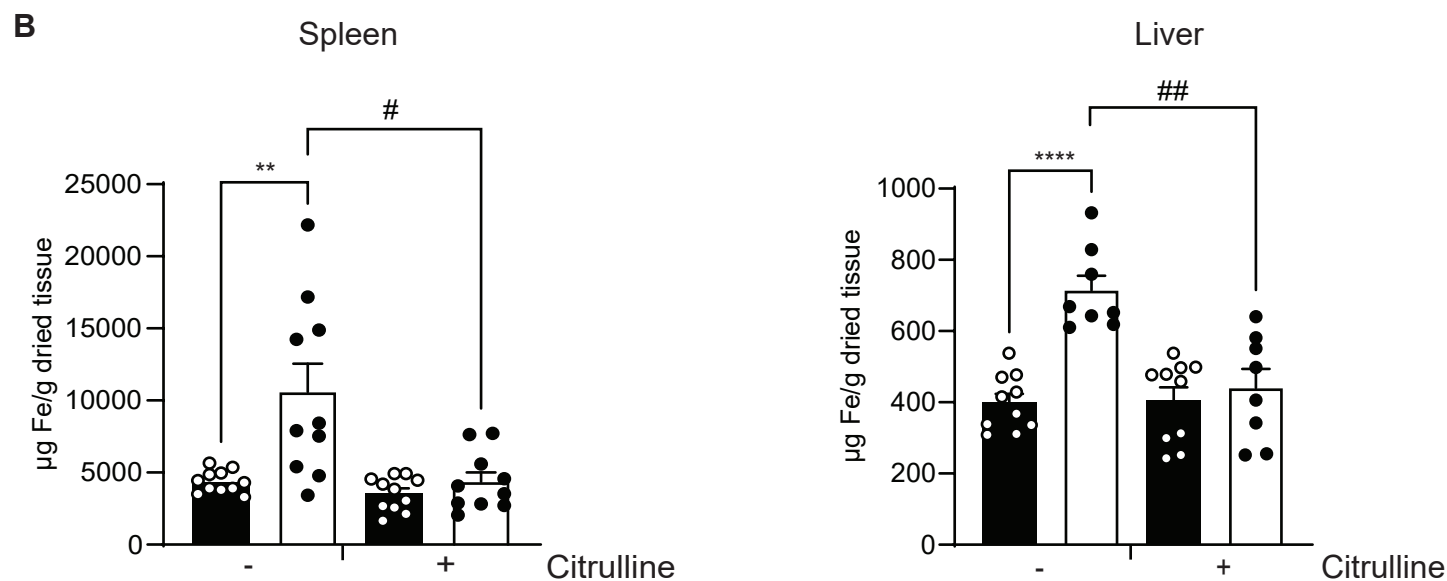 B
Spleen
#
**
25000
20000
15000
10000
5000
0
µg Fe/g dried tissue
- + Citrulline
Liver
##
****
1000
800
600
400
200
0
µg Fe/g dried tissue
- + Citrulline